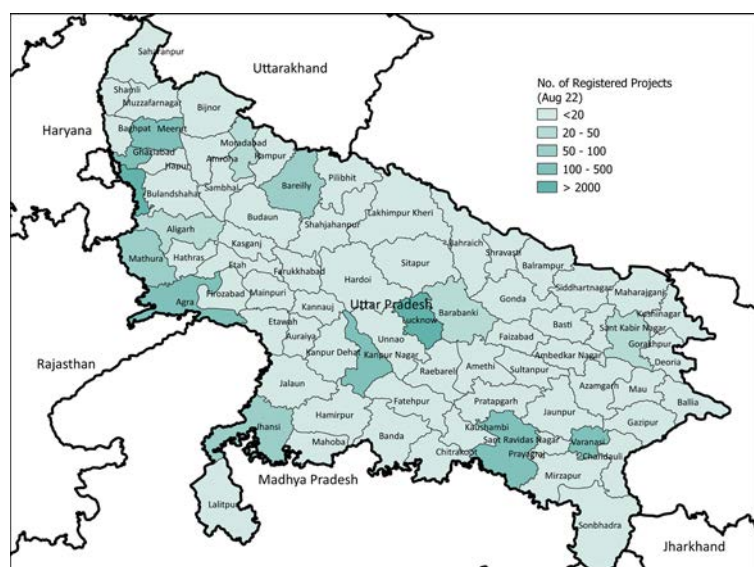 Saharanpur
Uttarakhand
No. of Registered Projects
(Aug 22)
<20
20 - 50
50 - 100
100 - 500
> 2000
Shamli
Muzzafarnagar
Bijnor
Haryana
Baghpat
Meerut
Moradabad
Ghaziabad
Hapur
Amroha
Rampur
Bareilly
Pilibhit
Bulandshahar
Sambhal
Budaun
Shahjahanpur
Lakhimpur Kheri
Aligarh
Kasganj
Bahraich
Shravasti
Mathura
Hathras
Etah
Farukkhabad
Hardoi
Sitapur
Balrampur
Siddhartnagar
Maharajganj
Agra
Firozabad
Mainpuri
Kannauj
Uttar Pradesh
Lucknow
Barabanki
Gonda
Basti
Sant Kabir Nagar
Kushinagar
Gorakhpur
Deoria
Etawah
Auraiya
Unnao
Faizabad
Ambedkar Nagar
Rajasthan
Kanpur Dehat
Kanpur Nagar
Raebareli
Amethi
Sultanpur
Azamgarh
Mau
Ballia
Jalaun
Fatehpur
Pratapgarh
Jaunpur
Gazipur
Jhansi
Hamirpur
Mahoba
Banda
Kaushambi
Sant Ravidas Nagar
Varanasi
Chitrakoot
Prayagraj
Chandauli
Madhya Pradesh
Mirzapur
Lalitpur
Sonbhadra
Jharkhand